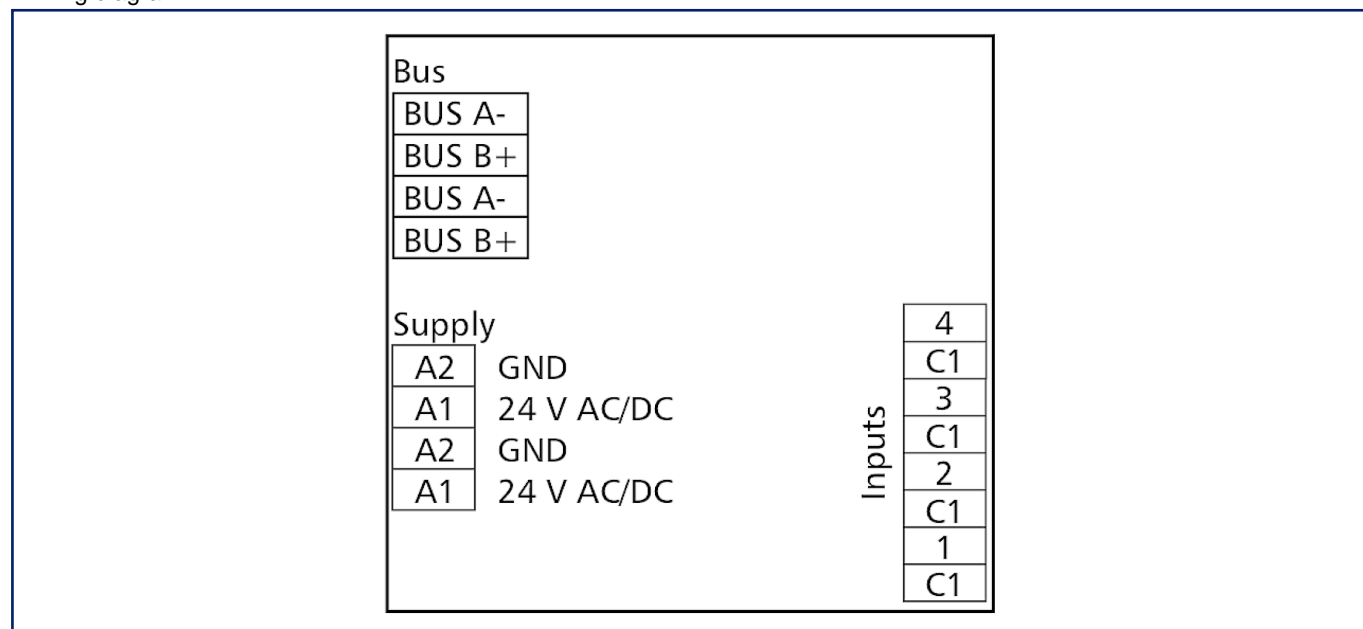 Bus
BUS A-
BUS B+
BUS A-
BUS B+
Supply
A2 GND
A1 24 V AC/DC
A2 GND
A1 24 V AC/DC
Inputs
4
C1
3
C1
2
C1
1
C1